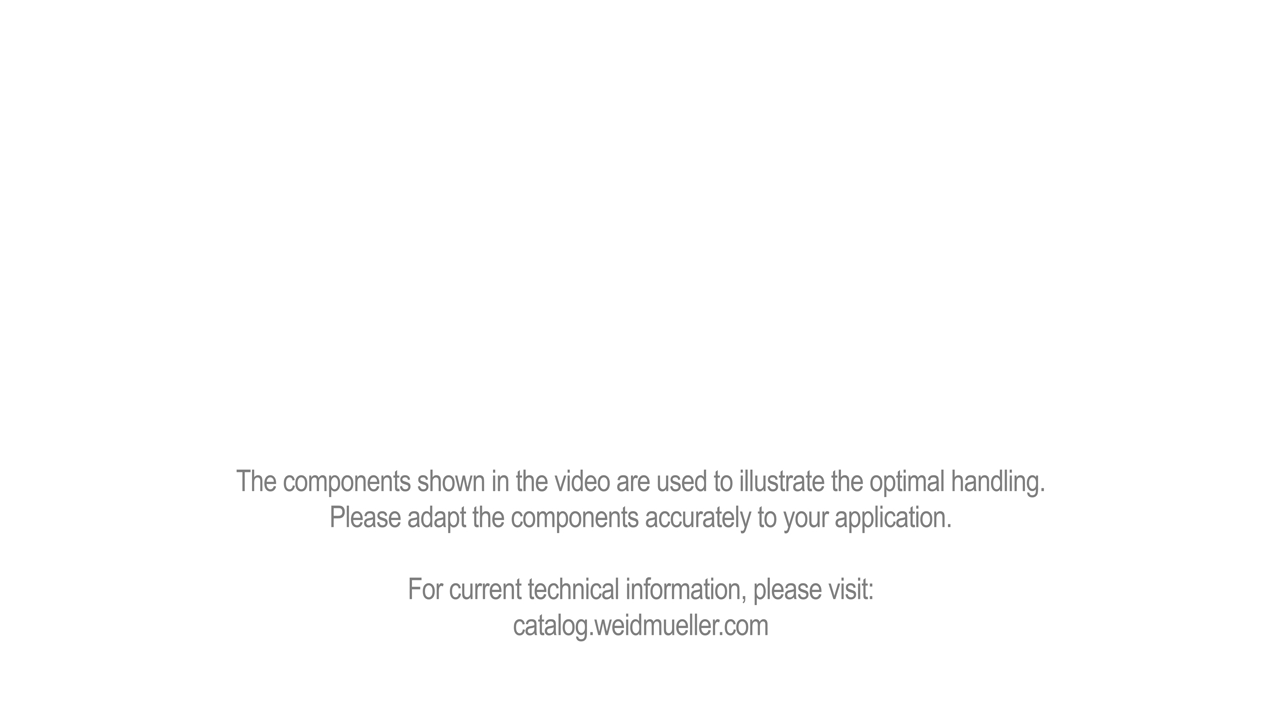 The components shown in the video are used to illustrate the optimal handling.
Please adapt the components accurately to your application.
For current technical information, please visit:
catalog.weidmueller.com